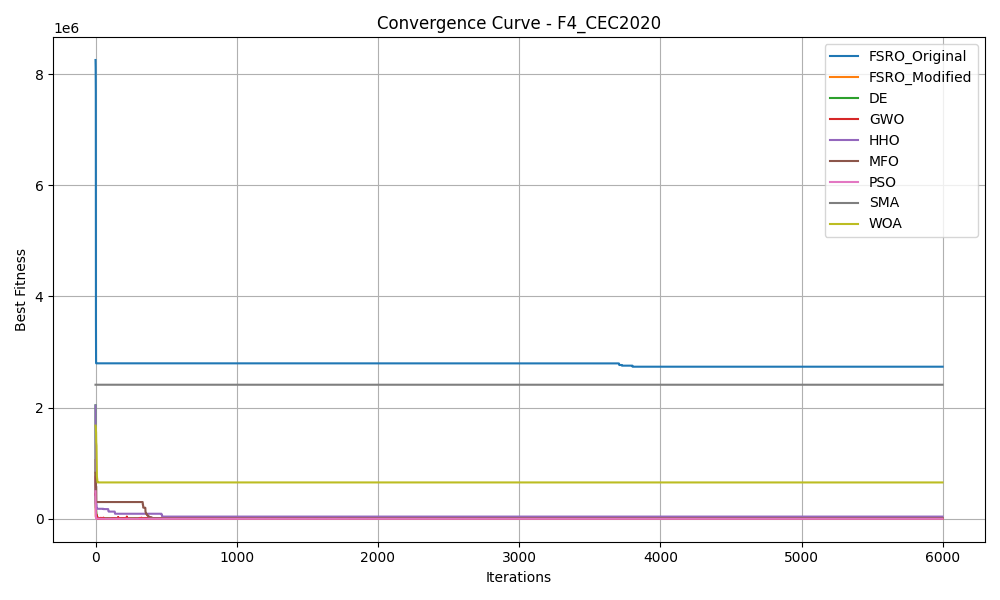 Convergence Curve - F4_CEC2020
1e6
8
6
4
2
0
Best Fitness
0 1000 2000 3000 4000 5000 6000
Iterations
FSRO_Original
FSRO_Modified
DE
GWO
HHO
MFO
PSO
SMA
WOA